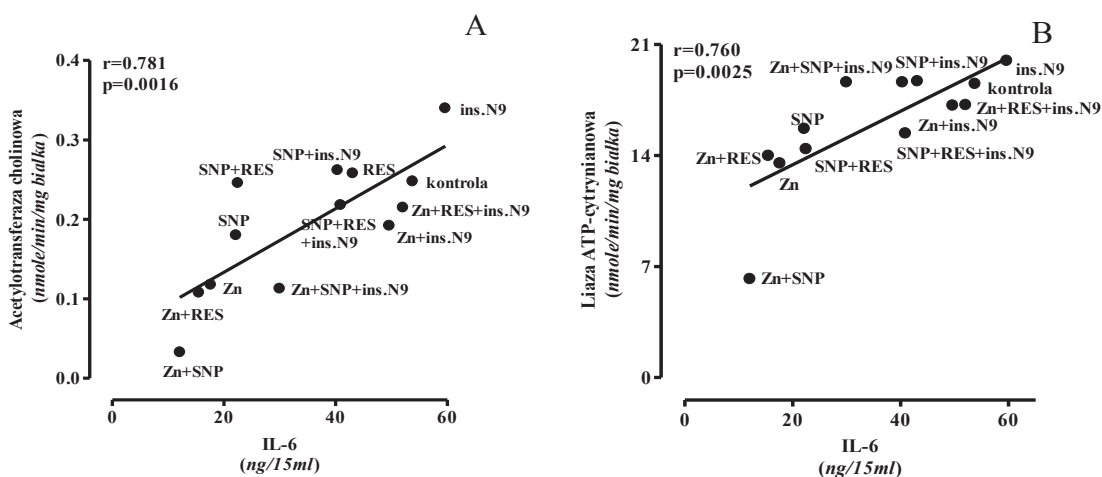 A
r=0.781
p=0.0016
0.4
0.3
0.2
0.1
0.0
Acetylotransferaza cholinowa
(nmole/min/mg białka)
ins.N9
SNP+ins.N9
RES
SNP+RES
kontrola
SNP
SNP+RES
+ins.N9
Zn+RES+ins.N9
Zn+ins.N9
Zn
Zn+SNP+ins.N9
Zn+RES
Zn+SNP
0
20
40
60
IL-6
(ng/15ml)
B
r=0.760
p=0.0025
21
14
7
0
Liaza ATP-cytrynianowa
(nmole/min/mg białka)
Zn+SNP+ins.N9
SNP+ins.N9
ins.N9
kontrola
Zn+RES+ins.N9
SNP
Zn+ins.N9
Zn+RES
SNP+RES
SNP+RES+ins.N9
Zn
Zn+SNP
0
20
40
60
IL-6
(ng/15ml)